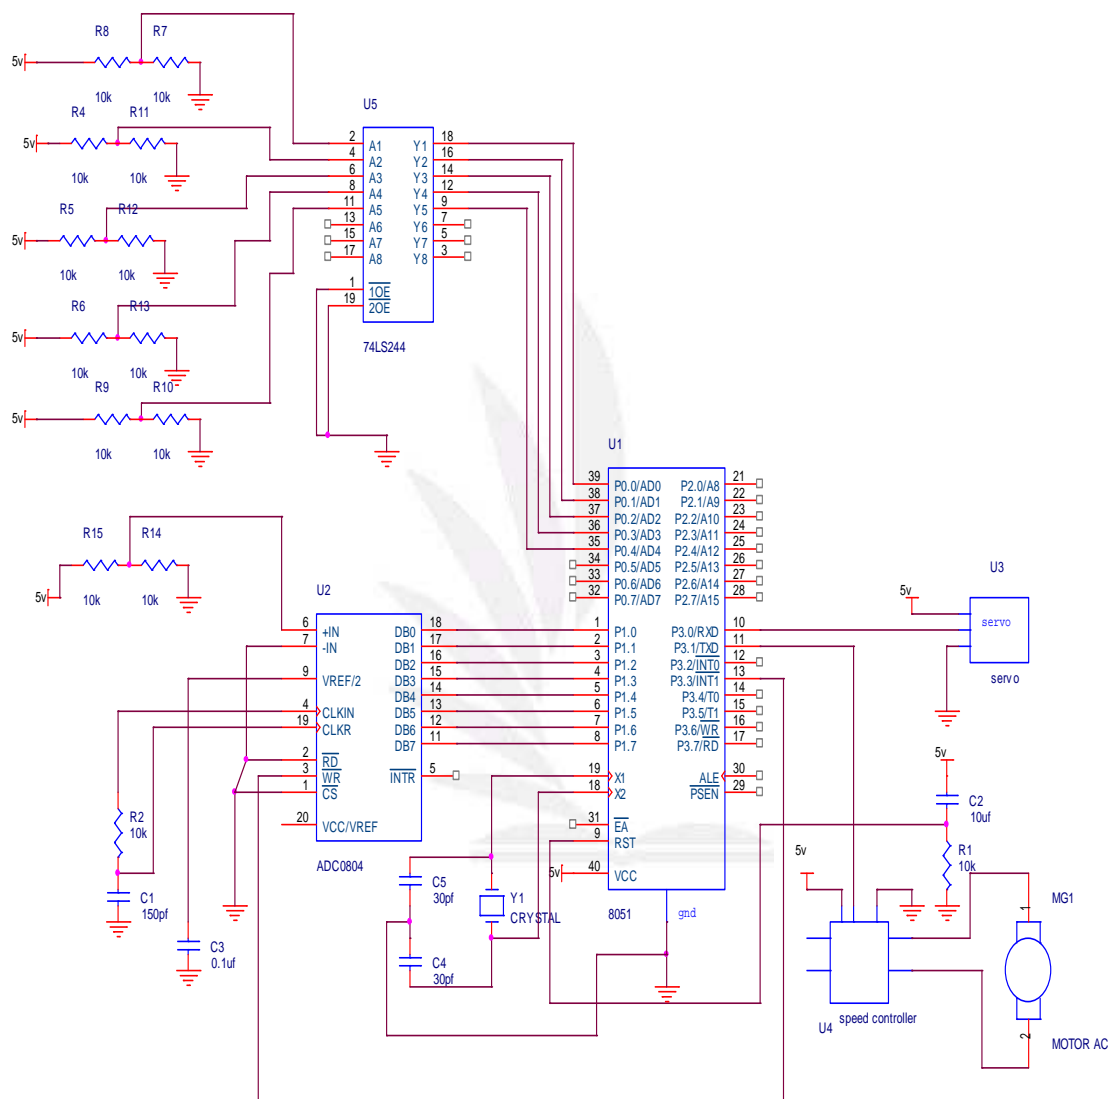 R8 R7
5v
10k 10k
R4 R11
5v
10k 10k
R5 R12
5v
10k 10k
R6 R13
5v
10k 10k
R9 R10
5v
10k 10k
U5
2 A1 Y1 18
4 A2 Y2 16
6 A3 Y3 14
8 A4 Y4 12
11 A5 Y5 9
13 A6 Y6 7
15 A7 Y7 5
17 A8 Y8 3
1 1OE
19 2OE
74LS244
R15 R14
5v
10k 10k
U2
6 +IN DB0 18
7 -IN DB1 17
DB2 16
9 VREF/2 DB3 15
DB4 14
4 CLKIN DB5 13
19 CLKR DB6 12
DB7 11
2 RD
3 WR INTR 5
1 CS
20 VCC/VREF
ADC0804
R2
10k
C1
150pf
C3
0.1uf
C5
30pf
Y1
CRYSTAL
C4
30pf
U1
39 P0.0/AD0 P2.0/A8 21
38 P0.1/AD1 P2.1/A9 22
37 P0.2/AD2 P2.2/A10 23
36 P0.3/AD3 P2.3/A11 24
35 P0.4/AD4 P2.4/A12 25
34 P0.5/AD5 P2.5/A13 26
33 P0.6/AD6 P2.6/A14 27
32 P0.7/AD7 P2.7/A15 28
1 P1.0 P3.0/RXD 10
2 P1.1 P3.1/TXD 11
3 P1.2 P3.2/INT0 12
4 P1.3 P3.3/INT1 13
5 P1.4 P3.4/T0 14
6 P1.5 P3.5/T1 15
7 P1.6 P3.6/WR 16
8 P1.7 P3.7/RD 17
19 X1 ALE 30
18 X2 PSEN 29
31 EA
9 RST
5v 40 VCC
8051 gnd
U3
5v
servo
servo
5v
C2
10uf
R1
10k
5v
MG1
1
2
U4 speed controller
MOTOR AC